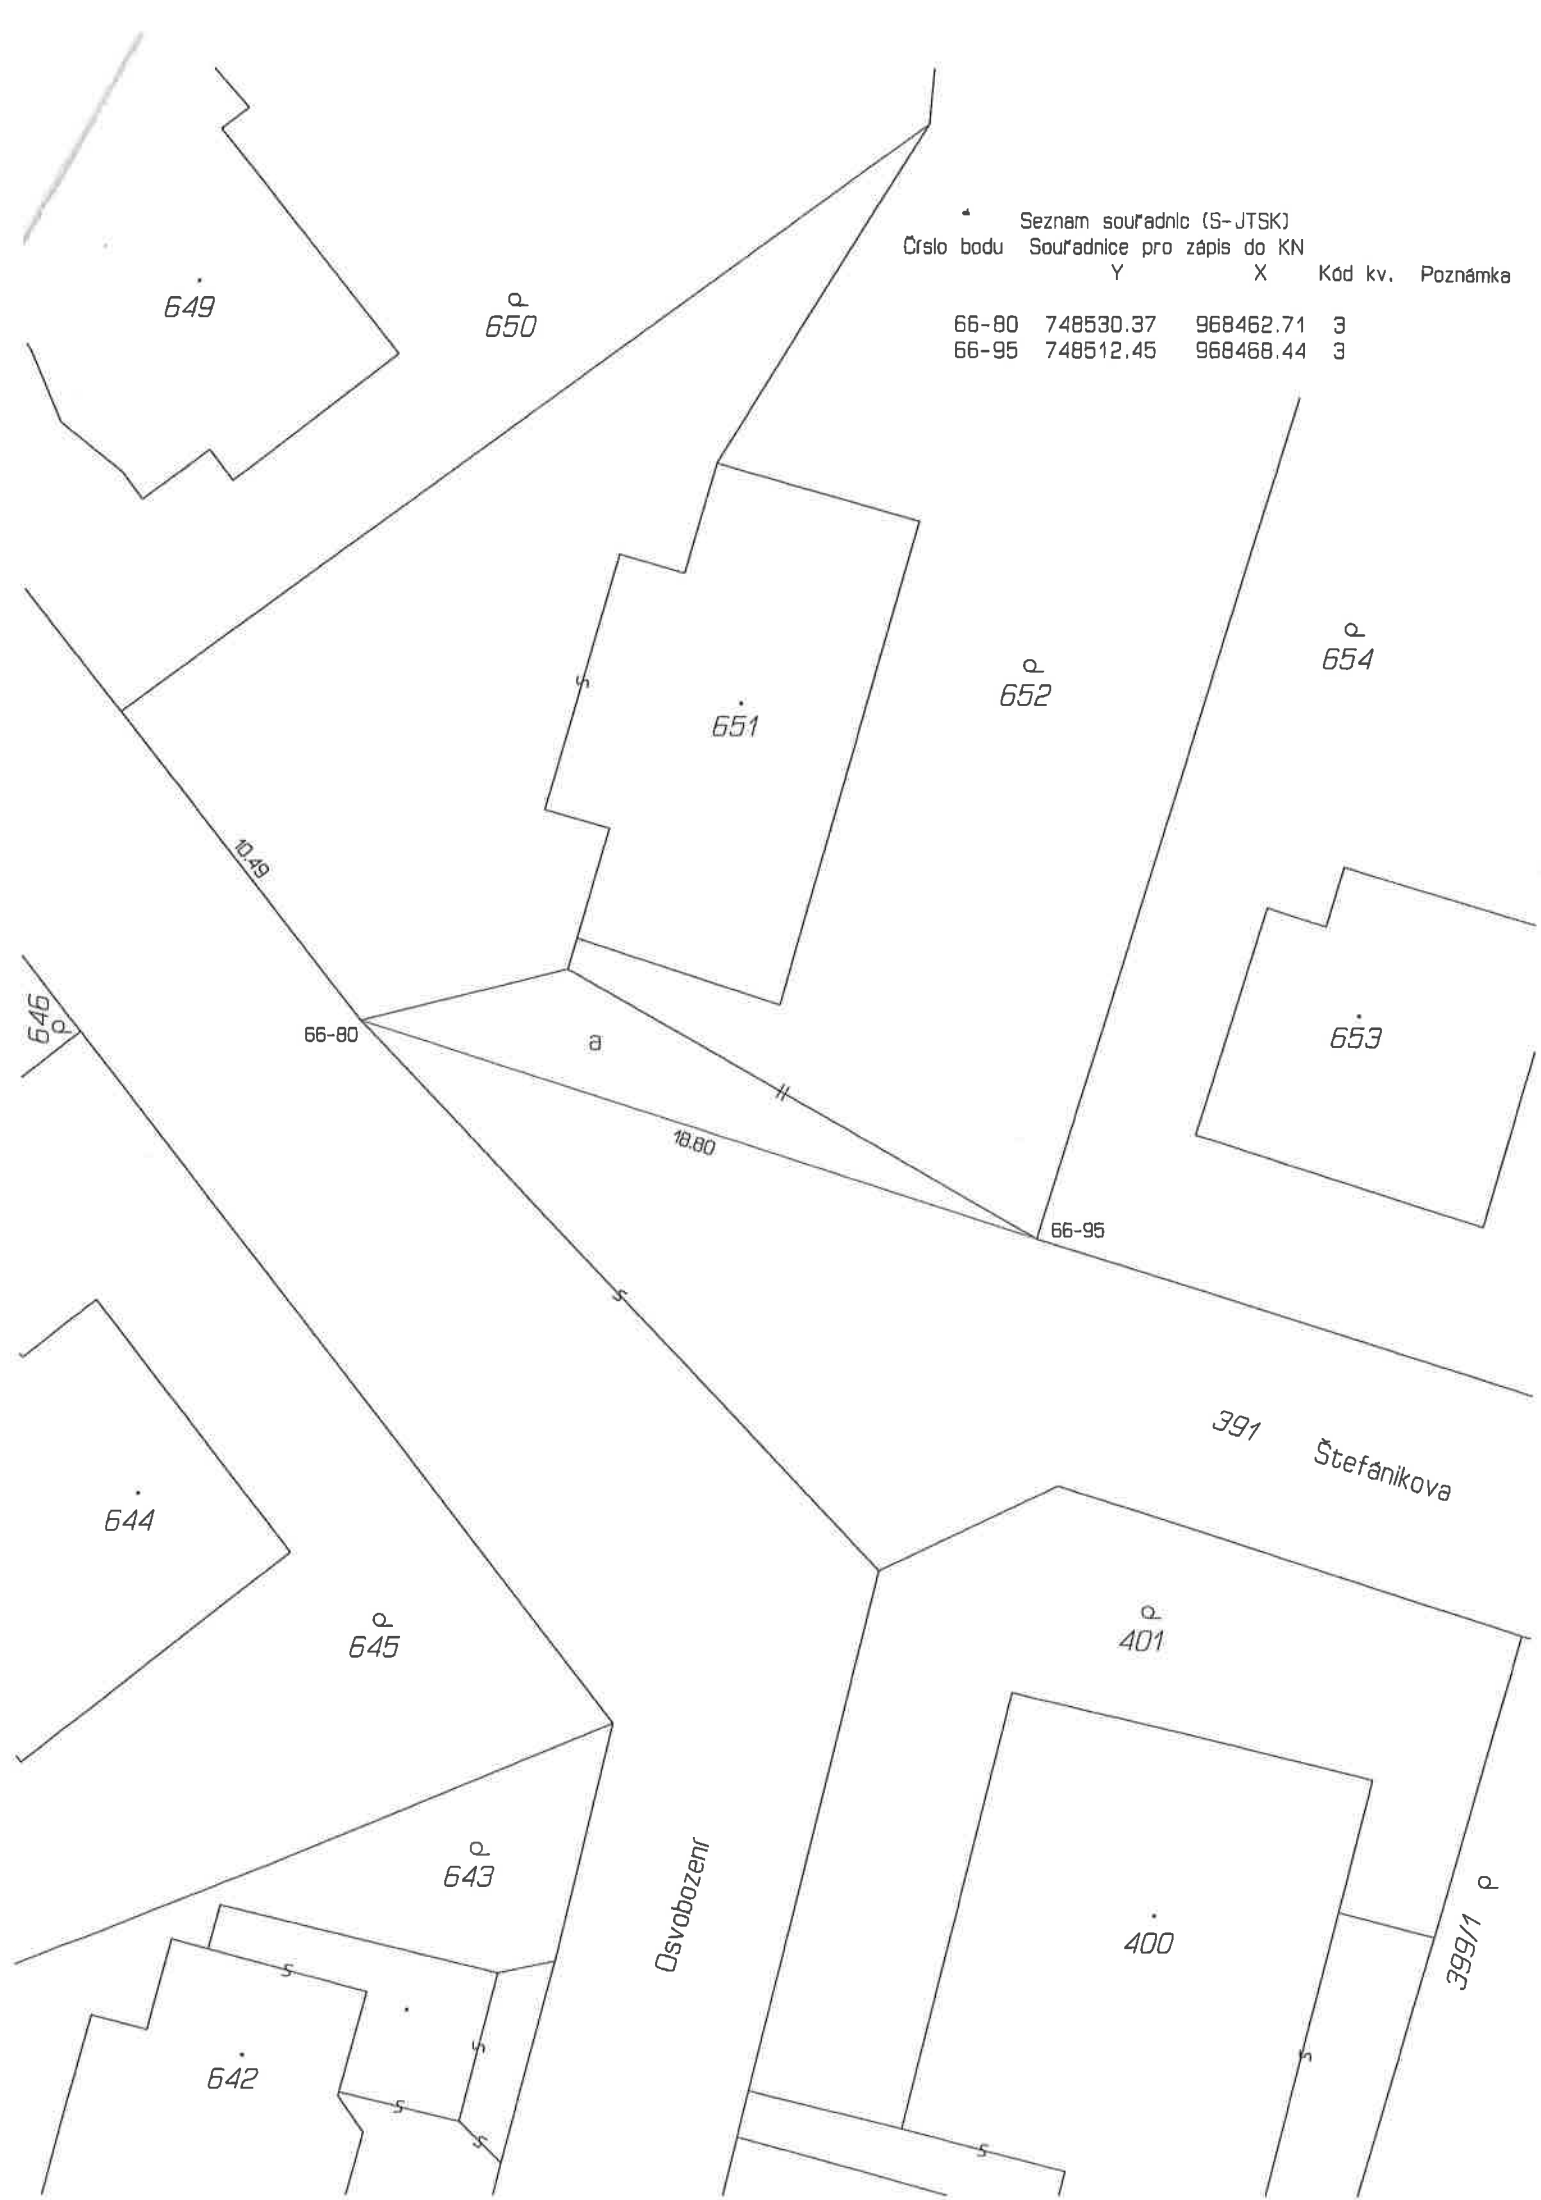 Seznam souřadnic (S-JTSK)
Číslo bodu Souřadnice pro zápis do KN
Y X Kód kv. Poznámka
66-80 748530.37 968462.71 3
66-95 748512.45 968468.44 3
649
650
651
652
654
10.49
646
66-80
a
18.80
653
66-95
391 Štefánikova
644
645
401
643
Osvobození
400
399/1
642